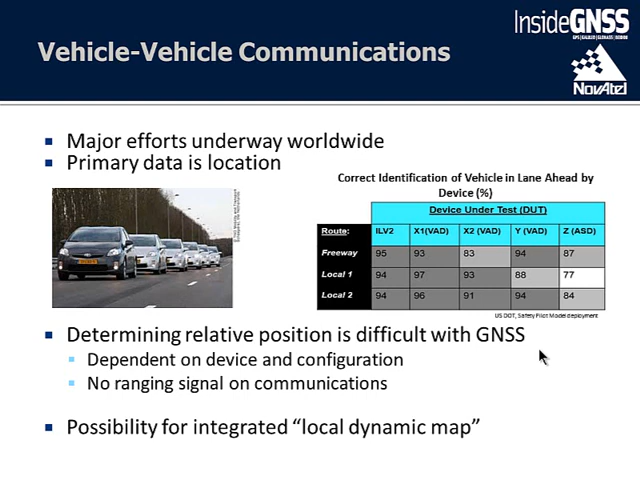 InsideGNSS
GPS | GALILEO | GLONASS | BEIDOU
Vehicle-Vehicle Communications
NovAtel
Major efforts underway worldwide
Primary data is location
Correct Identification of Vehicle in Lane Ahead by
Device (%)
Device Under Test (DUT)
Route: ILV2 X1(VAD) X2 (VAD) Y (VAD) Z (ASD)
Freeway 95 93 83 94 87
Local 1 94 97 93 88 77
Local 2 94 96 91 94 84
US DOT, Safety Pilot Model deployment
Determining relative position is difficult with GNSS
Dependent on device and configuration
No ranging signal on communications
Possibility for integrated “local dynamic map”